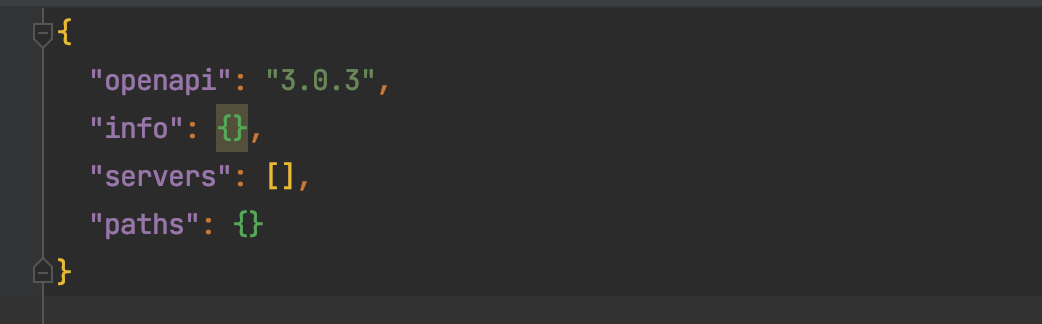 {
"openapi": "3.0.3",
"info": {},
"servers": [],
"paths": {}
}